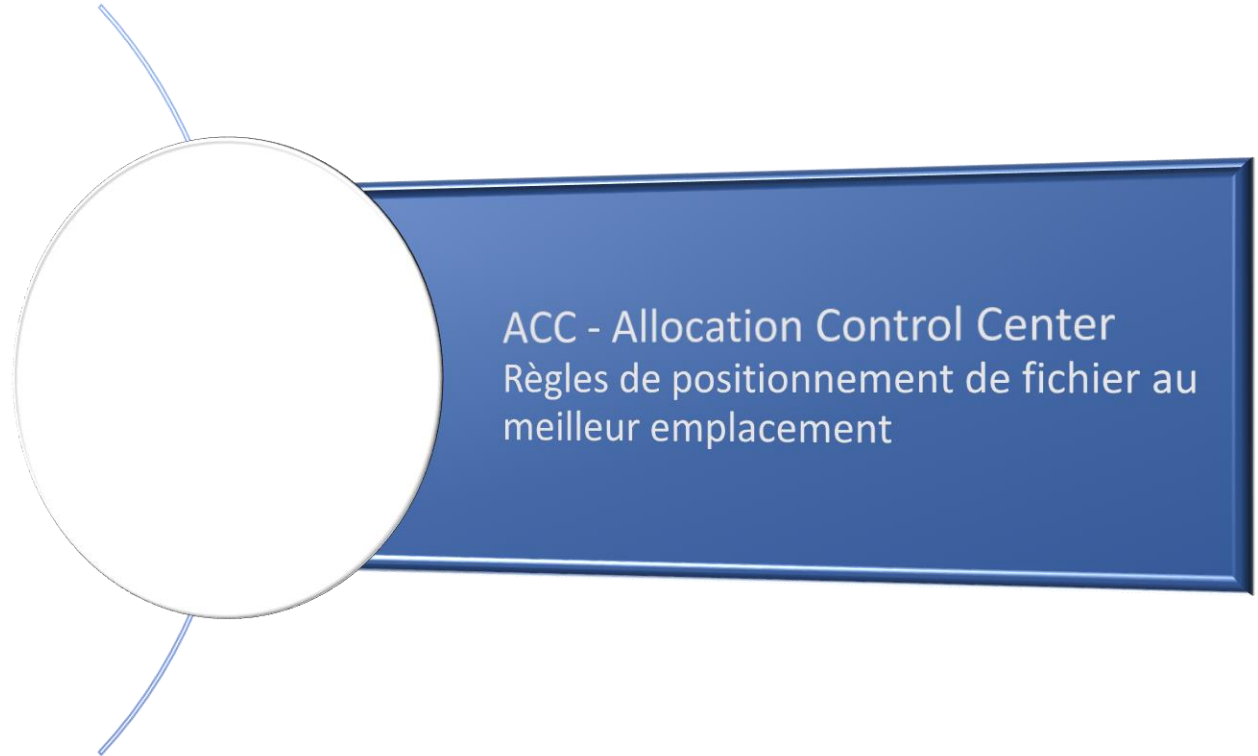 ACC - Allocation Control Center
Règles de positionnement de fichier au
meilleur emplacement